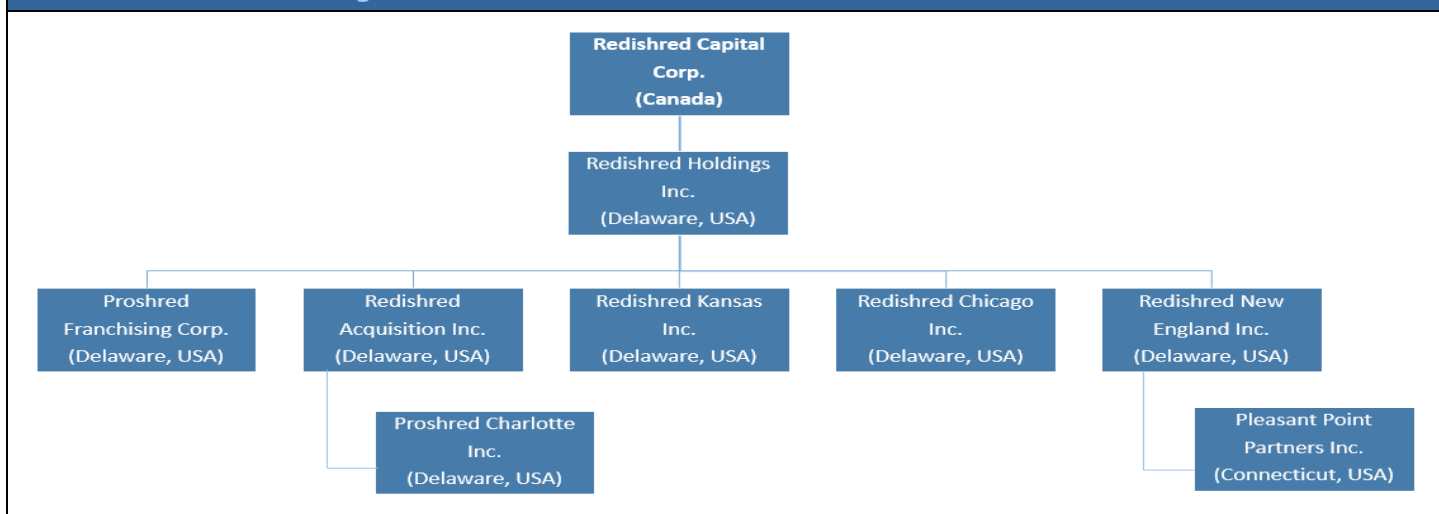 Redishred Capital
Corp.
(Canada)
Redishred Holdings
Inc.
(Delaware, USA)
Proshred
Franchising Corp.
(Delaware, USA)
Redishred
Acquisition Inc.
(Delaware, USA)
Redishred Kansas
Inc.
(Delaware, USA)
Redishred Chicago
Inc.
(Delaware, USA)
Redishred New
England Inc.
(Delaware, USA)
Proshred Charlotte
Inc.
(Delaware, USA)
Pleasant Point
Partners Inc.
(Connecticut, USA)